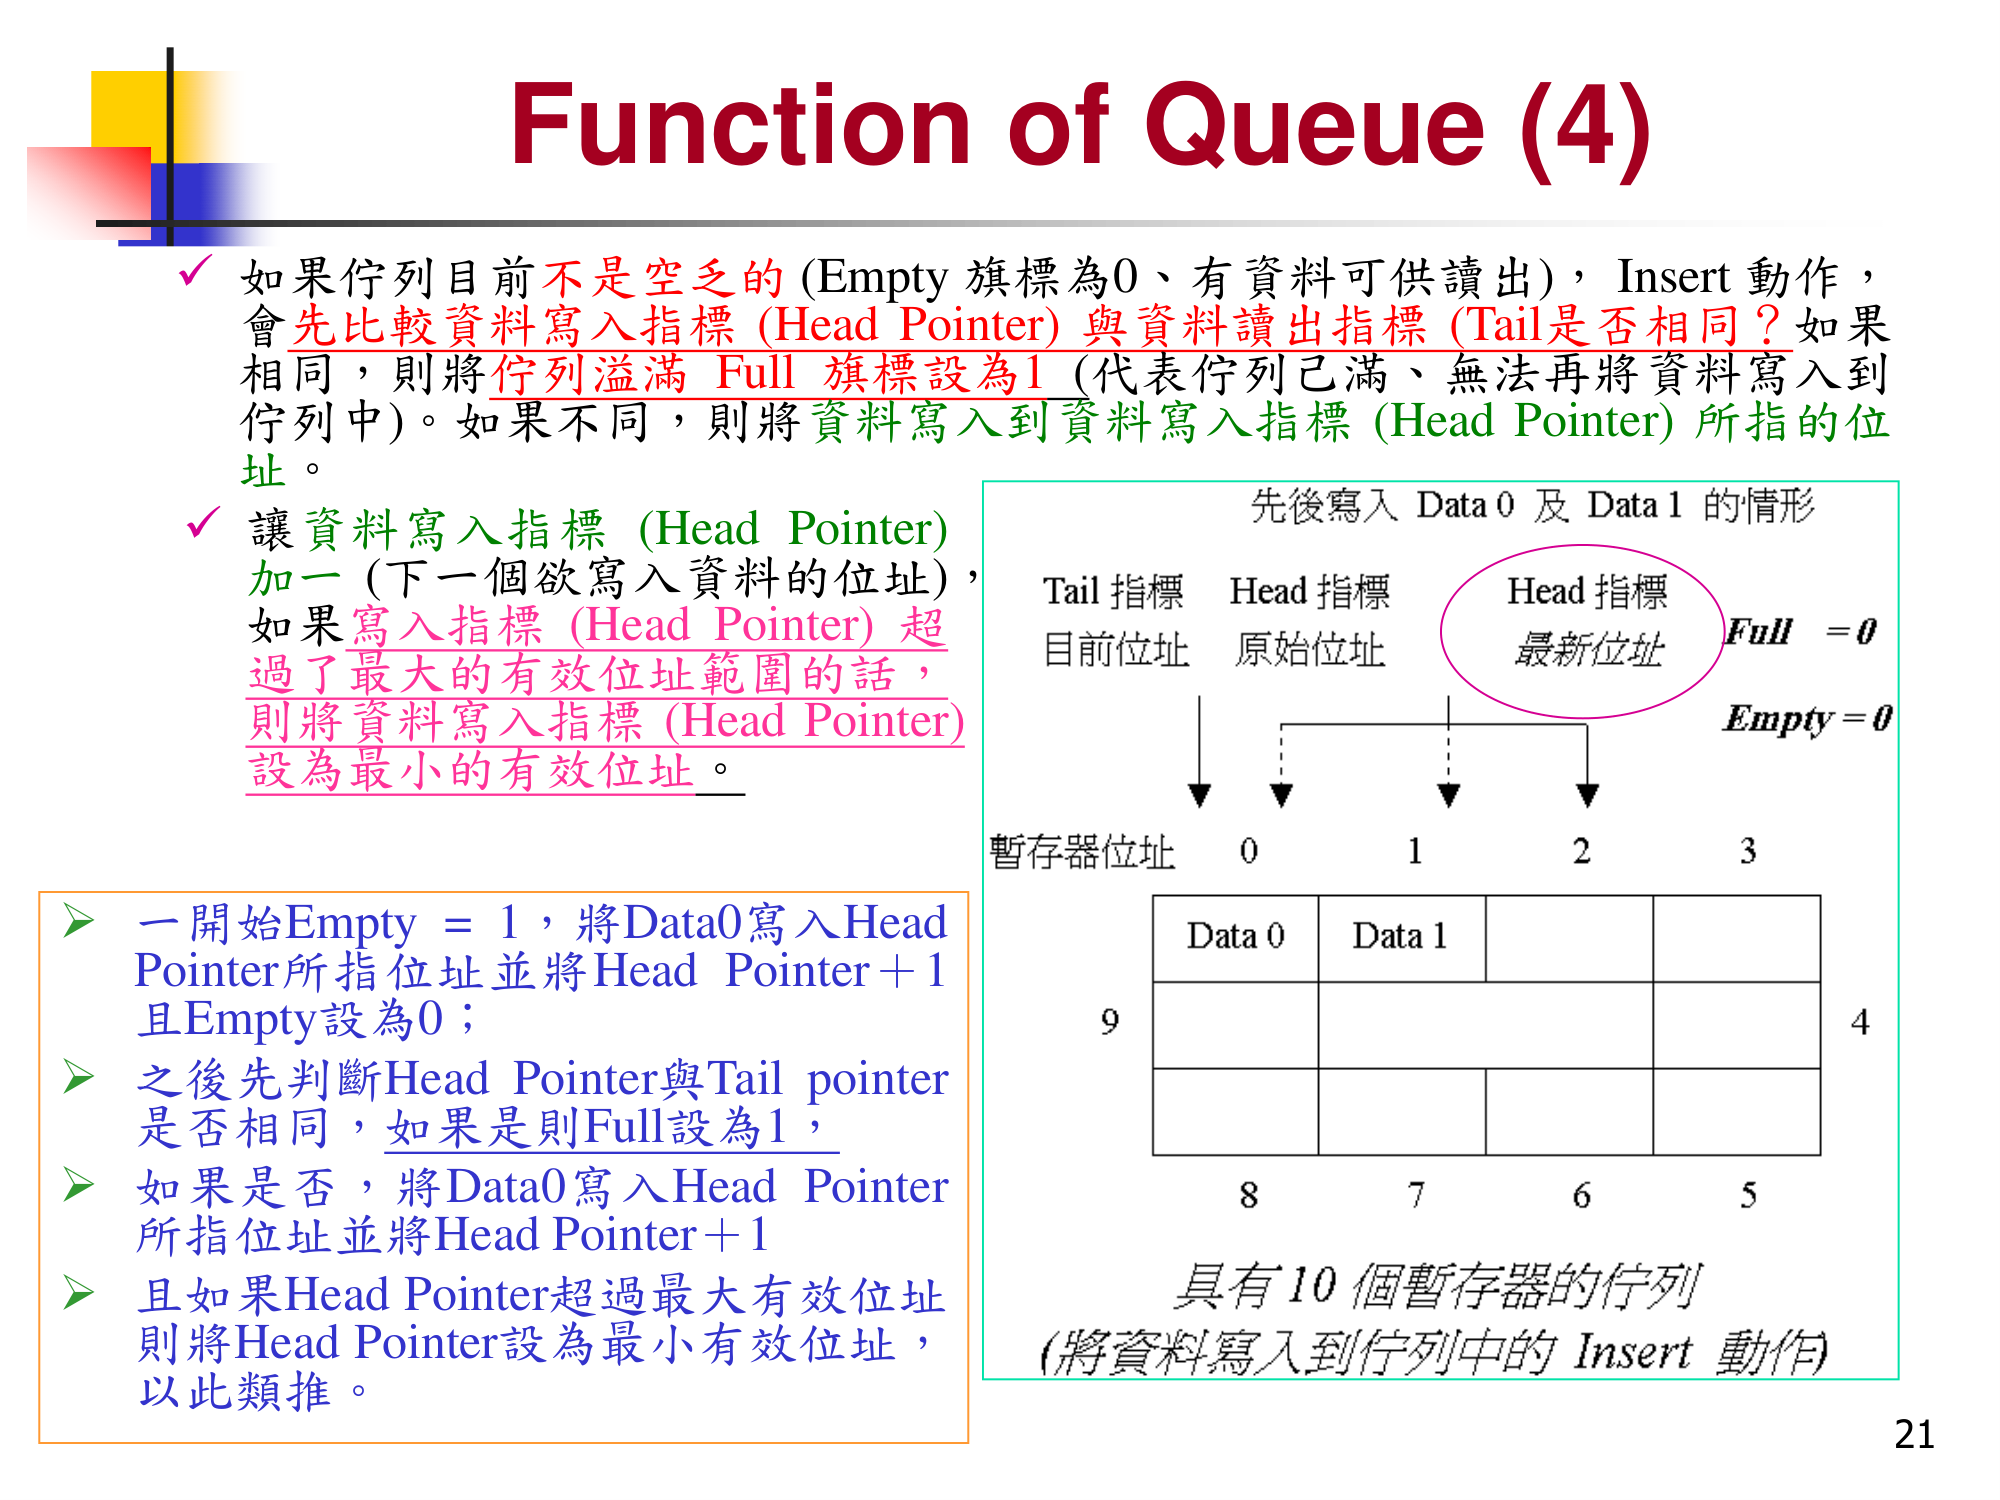 Function of Queue (4)
如果佇列目前不是空乏的 (Empty 旗標為0、有資料可供讀出), Insert 動作,
會先比較資料寫入指標 (Head Pointer) 與資料讀出指標 (Tail是否相同？如果
相同,則將佇列溢滿 Full 旗標設為1 (代表佇列已滿、無法再將資料寫入到
佇列中)。如果不同,則將資料寫入到資料寫入指標 (Head Pointer) 所指的位
址。
讓資料寫入指標 (Head Pointer)
加一 (下一個欲寫入資料的位址),
如果寫入指標 (Head Pointer) 超
過了最大的有效位址範圍的話,
則將資料寫入指標 (Head Pointer)
設為最小的有效位址。
一開始Empty = 1,將Data0寫入Head
Pointer所指位址並將Head Pointer＋1
且Empty設為0；
之後先判斷Head Pointer與Tail pointer
是否相同,如果是則Full設為1,
如果是否,將Data0寫入Head Pointer
所指位址並將Head Pointer＋1
且如果Head Pointer超過最大有效位址
則將Head Pointer設為最小有效位址,
以此類推。
先後寫入 Data 0 及 Data 1 的情形
Tail 指標 Head 指標 Head 指標
目前位址 原始位址 最新位址
Full = 0
Empty = 0
暫存器位址 0 1 2 3
Data 0 Data 1
9 4
8 7 6 5
具有 10 個暫存器的佇列
(將資料寫入到佇列中的 Insert 動作)
21